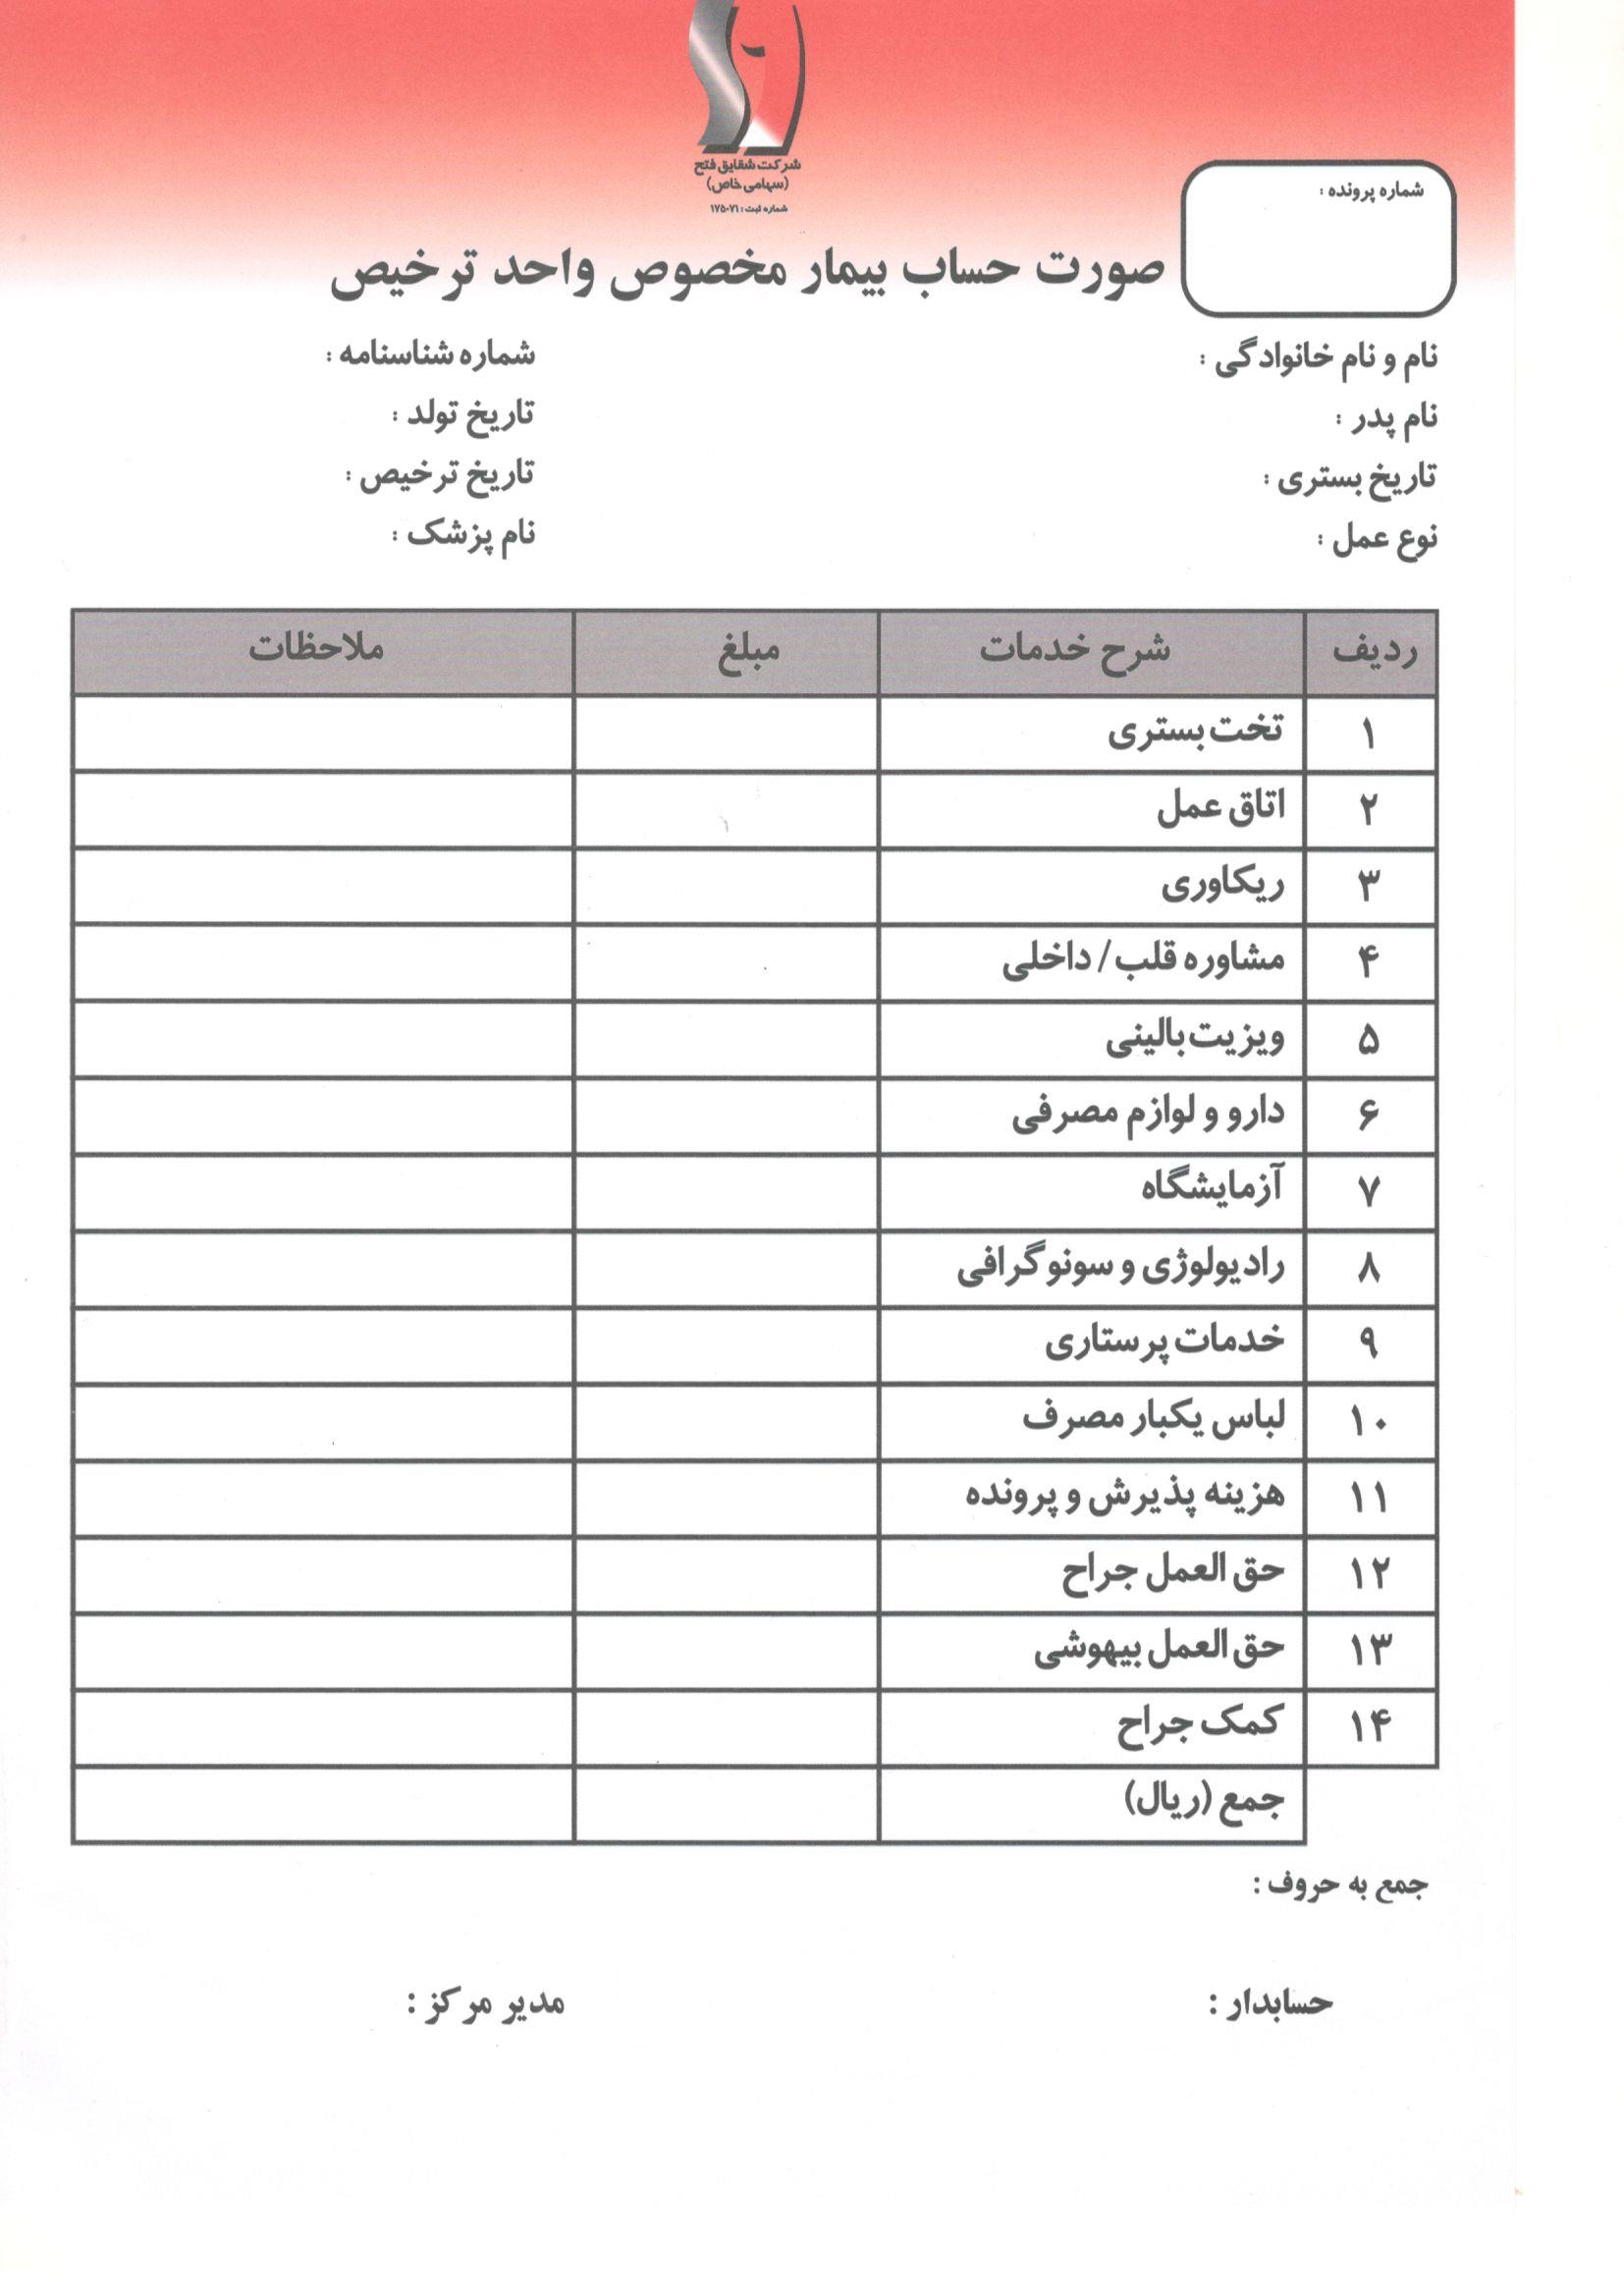 شرکت شقایق فتح
(سهامی خاص)
شماره ثبت : ۱۷۵۰۷۱
شماره پرونده :
صورت حساب بیمار مخصوص واحد ترخیص
نام و نام خانوادگی : شماره شناسنامه :
نام پدر : تاریخ تولد :
تاریخ بستری : تاریخ ترخیص :
نوع عمل : نام پزشک :
ردیف شرح خدمات مبلغ ملاحظات
۱ تخت بستری
۲ اتاق عمل
۳ ریکاوری
۴ مشاوره قلب / داخلی
۵ ویزیت بالینی
۶ دارو و لوازم مصرفی
۷ آزمایشگاه
۸ رادیولوژی و سونوگرافی
۹ خدمات پرستاری
۱۰ لباس یکبار مصرف
۱۱ هزینه پذیرش و پرونده
۱۲ حق العمل جراح
۱۳ حق العمل بیهوشی
۱۴ کمک جراح
جمع (ریال)
جمع به حروف :
حسابدار : مدیر مرکز :